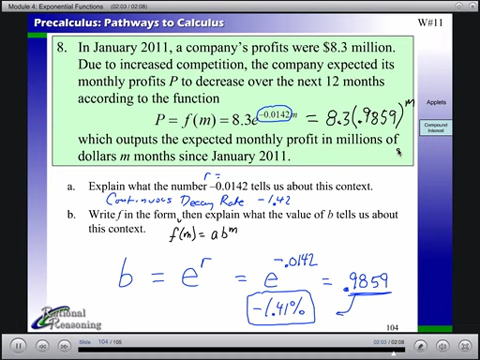 Module 4: Exponential Functions (02:03 / 02:08)
Precalculus: Pathways to Calculus
W#11
8. In January 2011, a company's profits were $8.3 million.
Due to increased competition, the company expected its
monthly profits P to decrease over the next 12 months
according to the function
P = f(m) = 8.3e^(-0.0142m) = 8.3(.9859)^m
which outputs the expected monthly profit in millions of
dollars m months since January 2011.
Applets
Compound
Interest
r =
a. Explain what the number –0.0142 tells us about this context.
Continuous Decay Rate -1.42
b. Write f in the form, then explain what the value of b tells us about
this context. f(m) = ab^m
b = e^r = e^(-.0142) = .9859
-1.41%
Rational
Reasoning
104
Slide 104 / 105
02:03 / 02:08